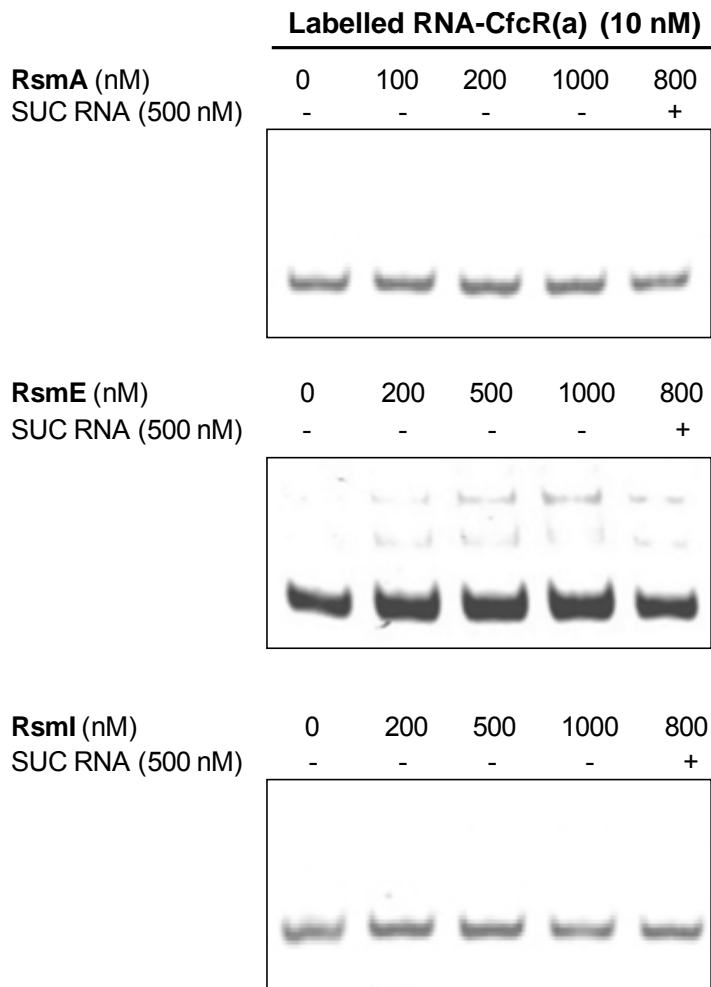 Labelled RNA-CfcR(a) (10 nM)
RsmA (nM) 0 100 200 1000 800
SUC RNA (500 nM) - - - - +
RsmE (nM) 0 200 500 1000 800
SUC RNA (500 nM) - - - - +
RsmI (nM) 0 200 500 1000 800
SUC RNA (500 nM) - - - - +